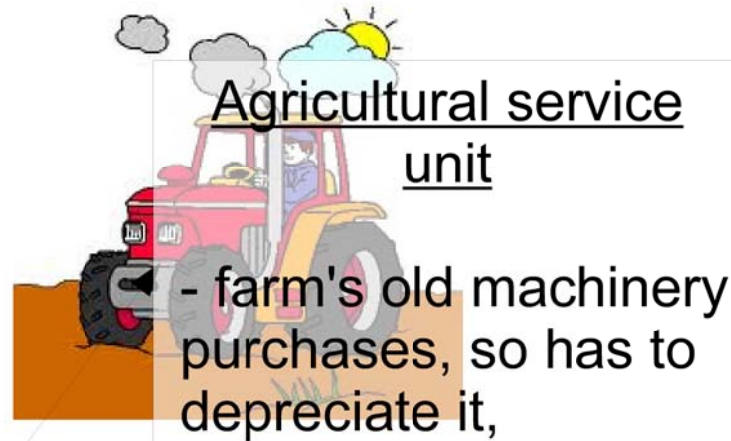 Agricultural service
unit
- farm's old machinery
purchases, so has to
depreciate it,